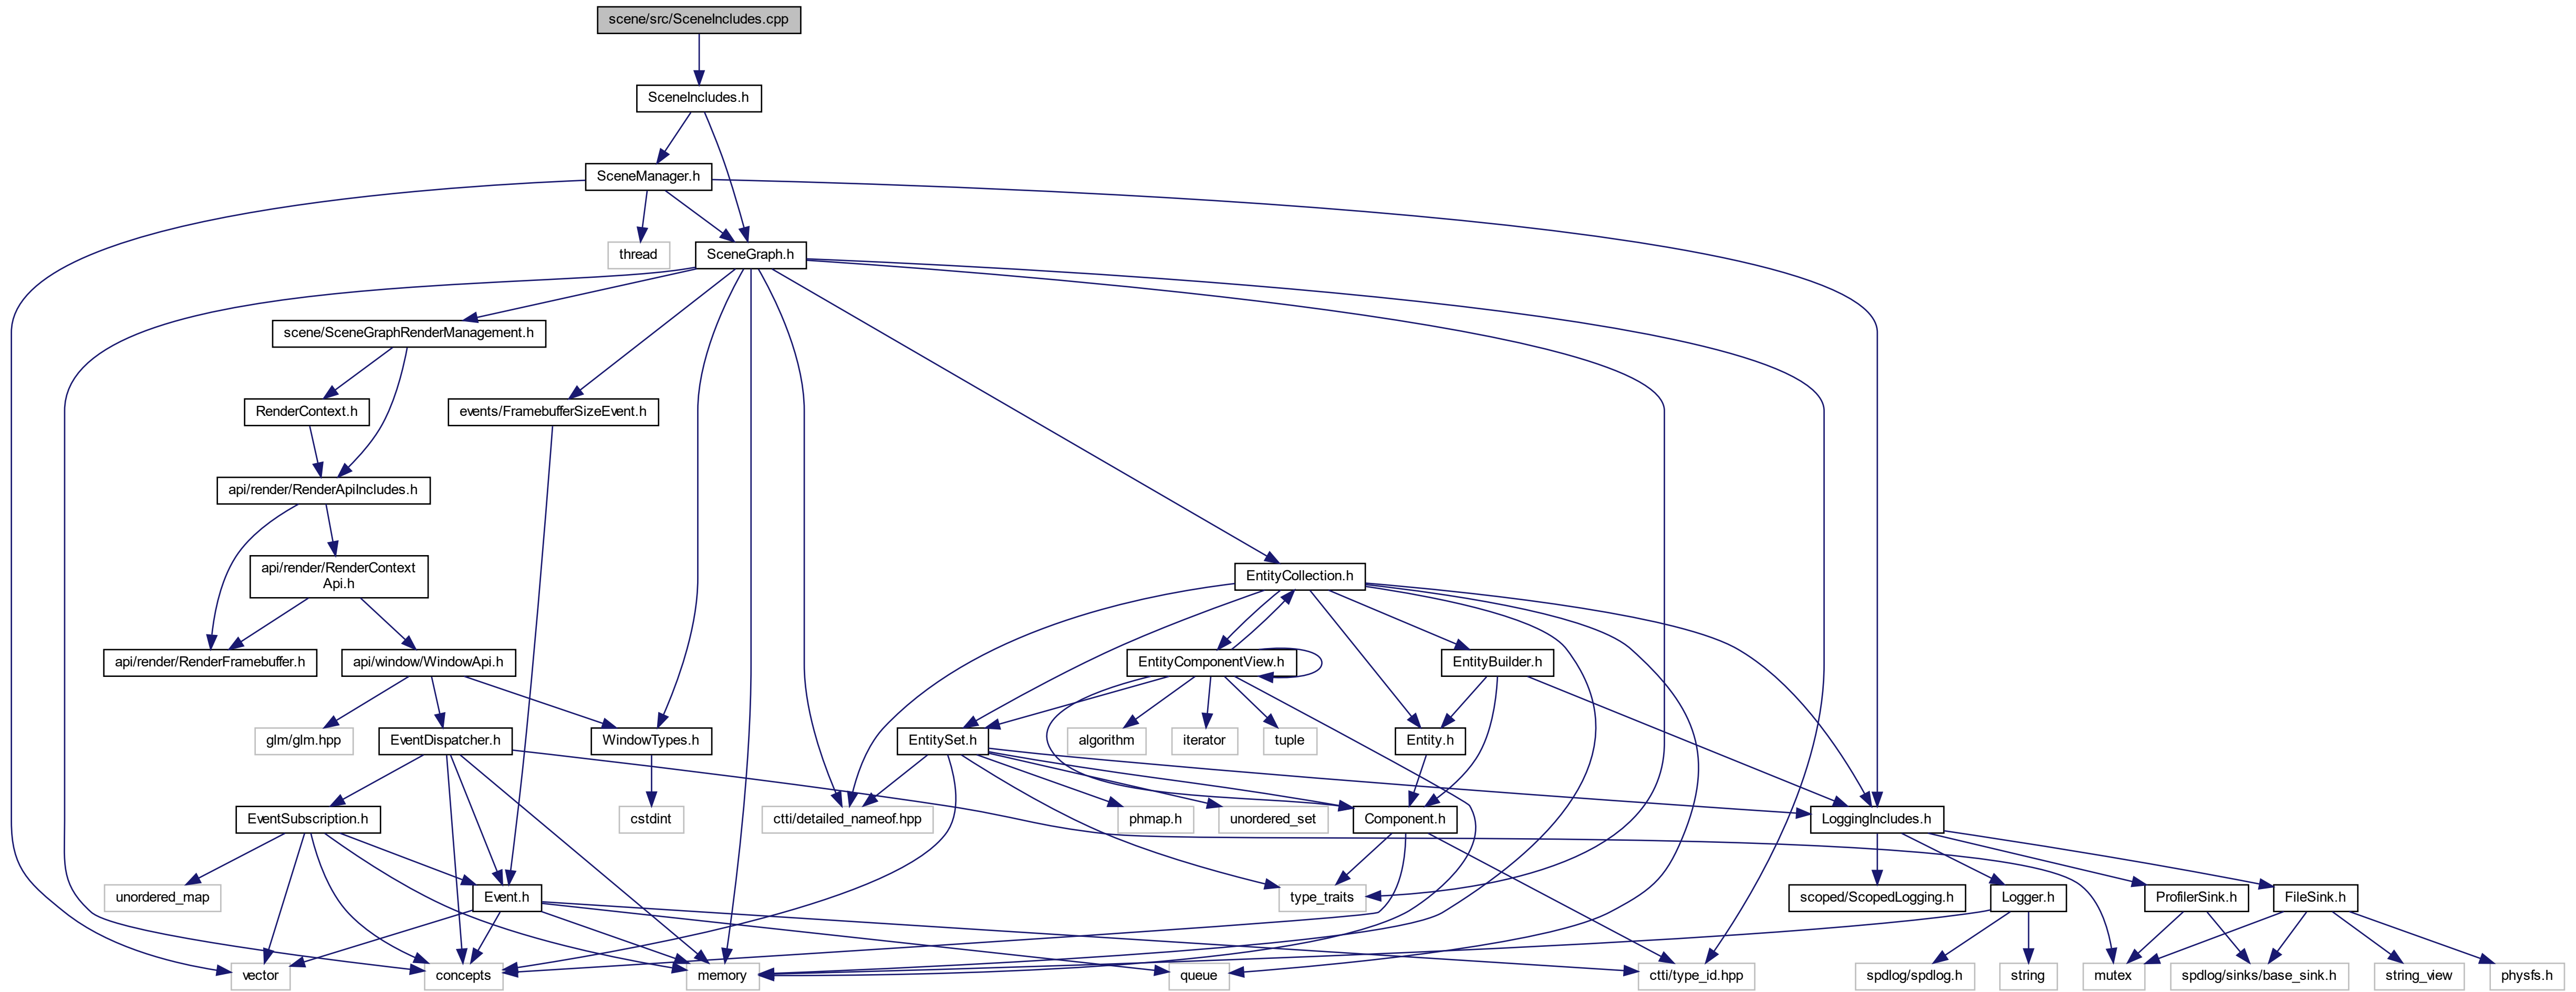 scene/src/SceneIncludes.cpp
SceneIncludes.h
SceneManager.h
thread
SceneGraph.h
scene/SceneGraphRenderManagement.h
RenderContext.h
events/FramebufferSizeEvent.h
api/render/RenderApiIncludes.h
api/render/RenderContext
Api.h
EntityCollection.h
api/render/RenderFramebuffer.h
api/window/WindowApi.h
EntityComponentView.h
EntityBuilder.h
glm/glm.hpp
EventDispatcher.h
WindowTypes.h
EntitySet.h
algorithm
iterator
tuple
Entity.h
EventSubscription.h
cstdint
ctti/detailed_nameof.hpp
phmap.h
unordered_set
Component.h
LoggingIncludes.h
unordered_map
Event.h
type_traits
scoped/ScopedLogging.h
Logger.h
ProfilerSink.h
FileSink.h
vector
concepts
memory
queue
ctti/type_id.hpp
spdlog/spdlog.h
string
mutex
spdlog/sinks/base_sink.h
string_view
physfs.h